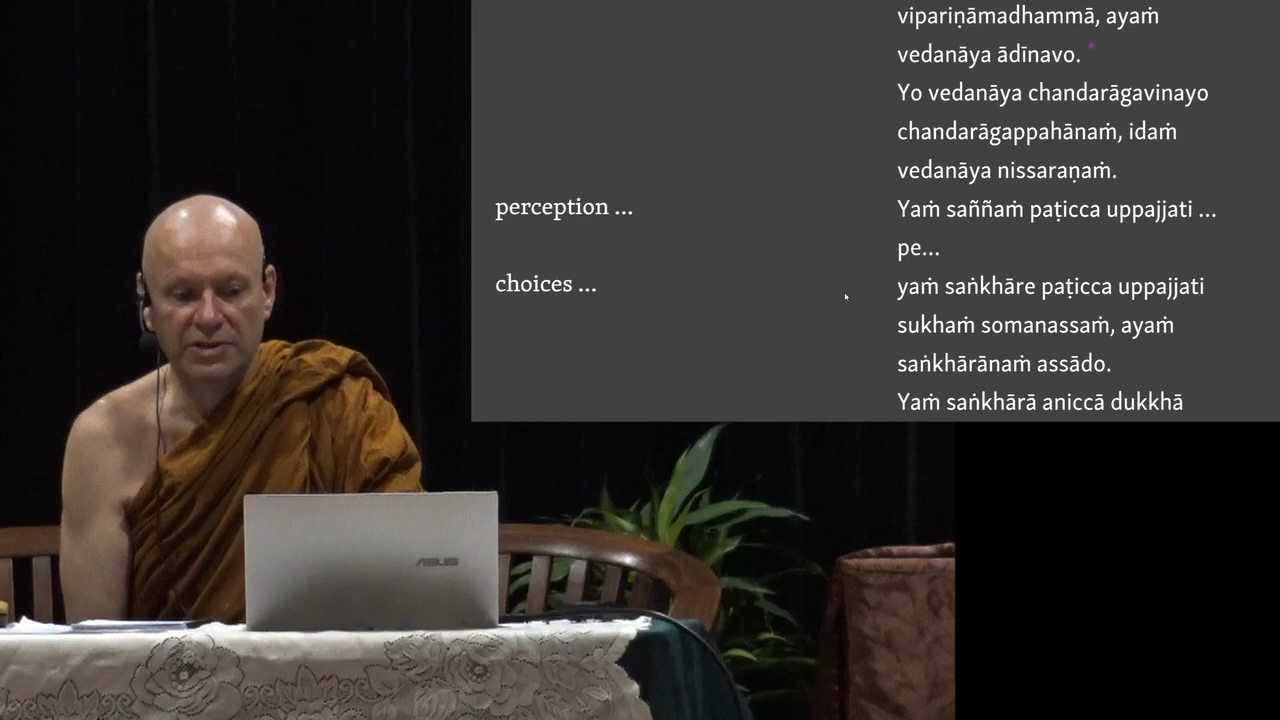 vipariṇāmadhammā, ayaṁ
vedanāya ādīnavo. *
Yo vedanāya chandarāgavinayo
chandarāgappahānaṁ, idaṁ
vedanāya nissaraṇaṁ.
perception …
Yaṁ saññaṁ paṭicca uppajjati …
pe…
choices …
yaṁ saṅkhāre paṭicca uppajjati
sukhaṁ somanassaṁ, ayaṁ
saṅkhārānaṁ assādo.
Yaṁ saṅkhārā aniccā dukkhā
ASUS